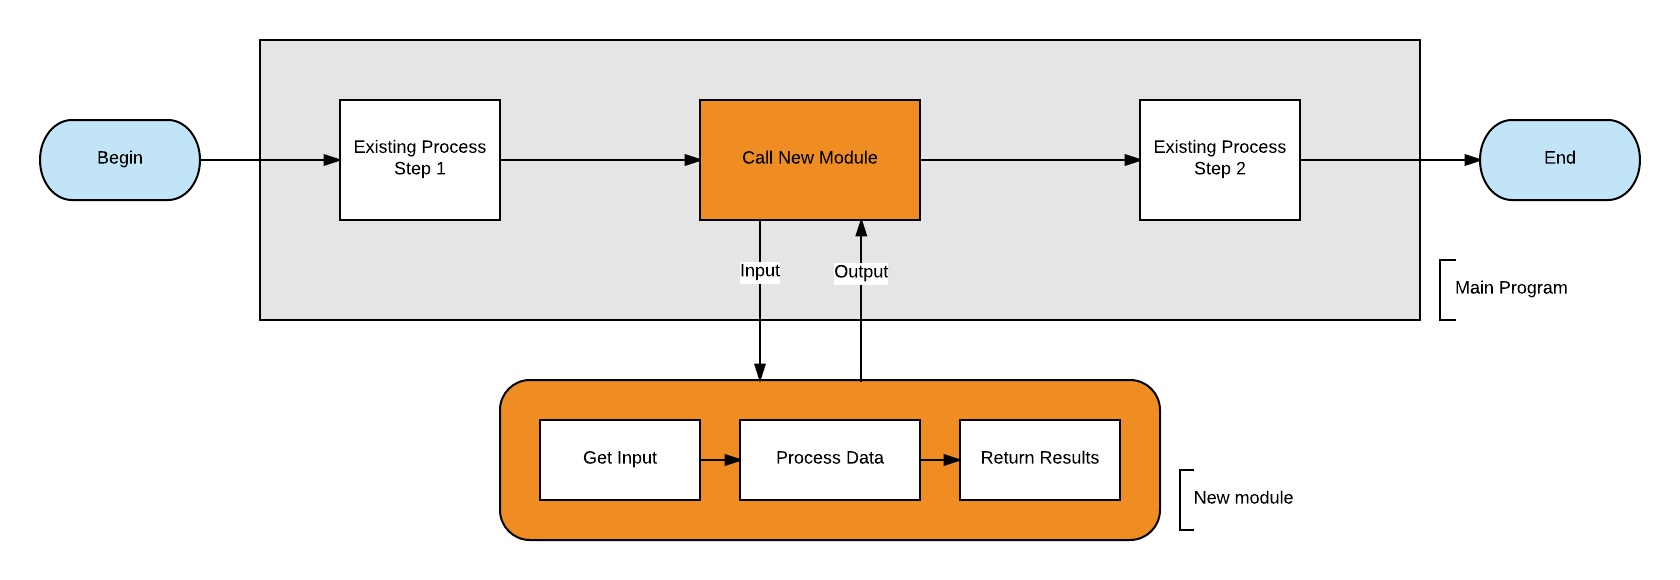 Begin
Existing Process
Step 1
Call New Module
Existing Process
Step 2
End
Input
Output
Main Program
Get Input
Process Data
Return Results
New module